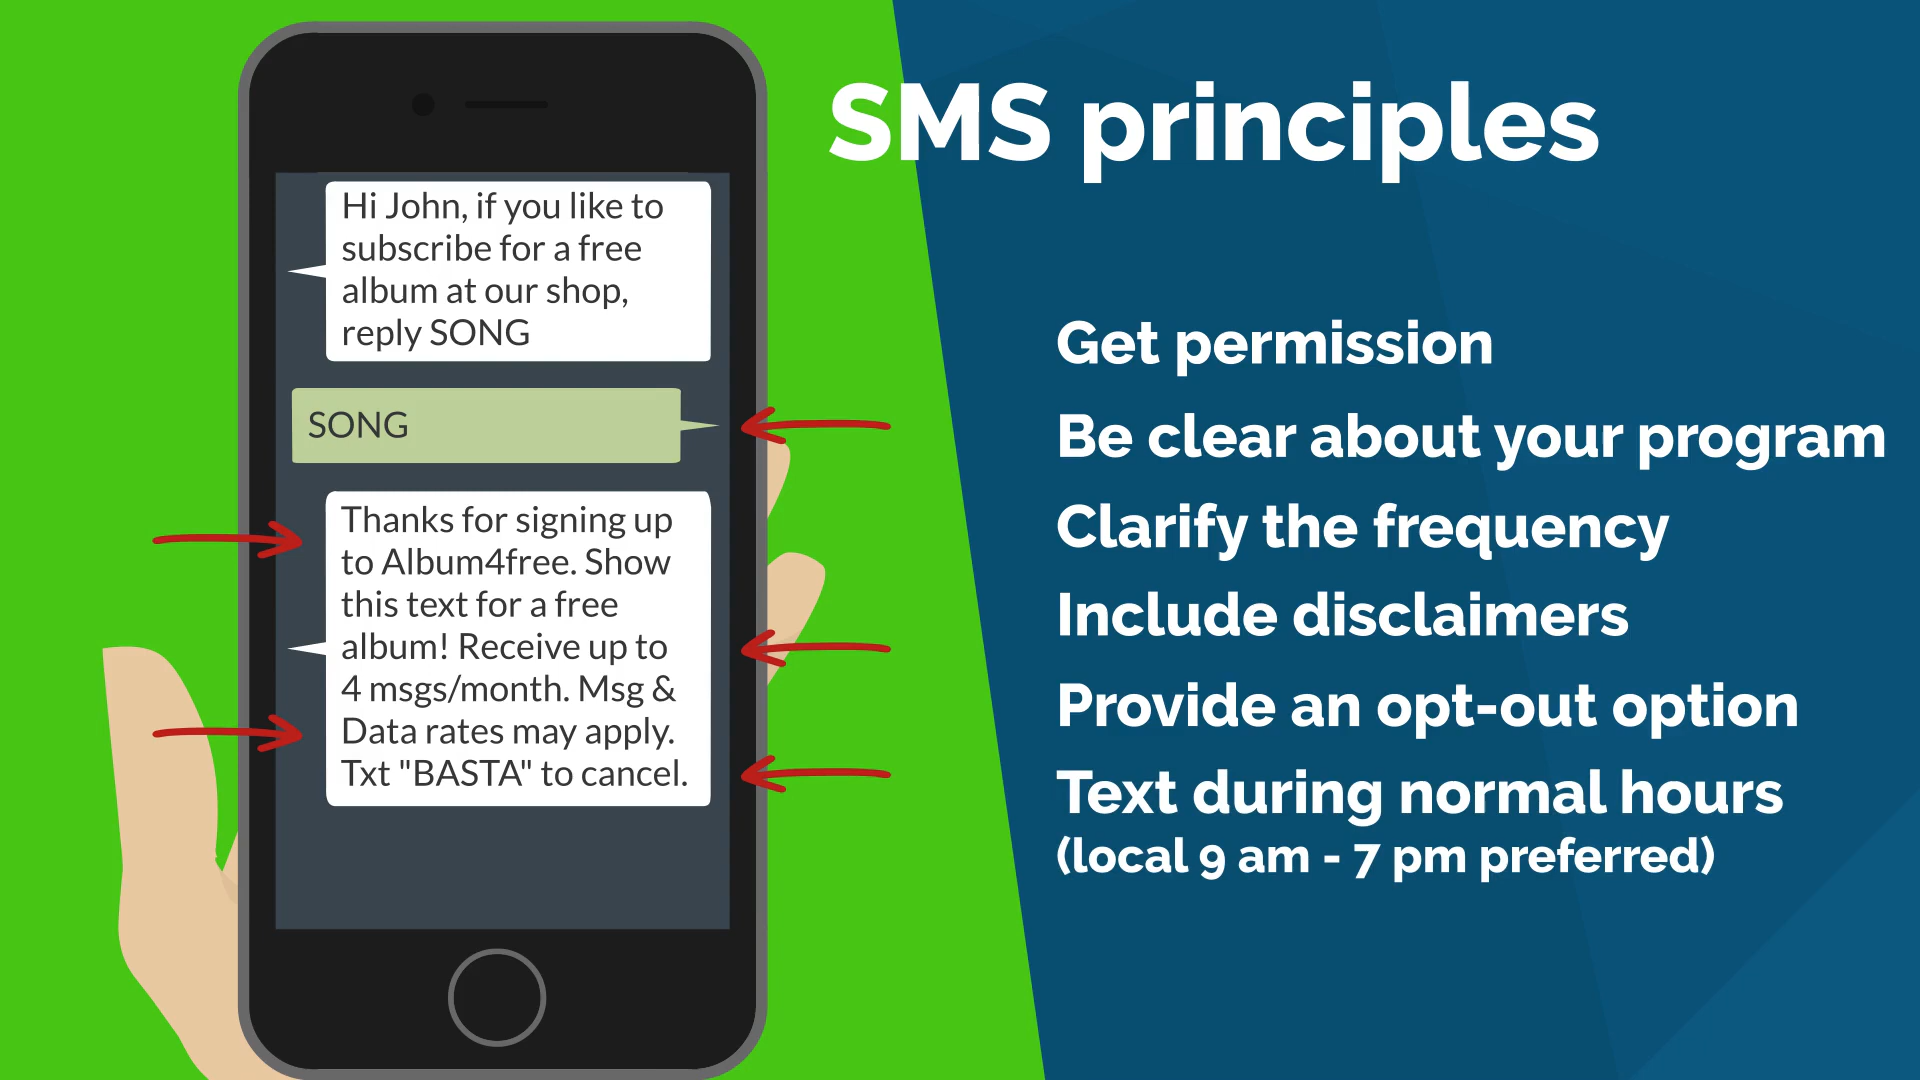 SMS principles
Hi John, if you like to
subscribe for a free
album at our shop,
reply SONG
SONG
Thanks for signing up
to Album4free. Show
this text for a free
album! Receive up to
4 msgs/month. Msg &
Data rates may apply.
Txt "BASTA" to cancel.
Get permission
Be clear about your program
Clarify the frequency
Include disclaimers
Provide an opt-out option
Text during normal hours
(local 9 am - 7 pm preferred)